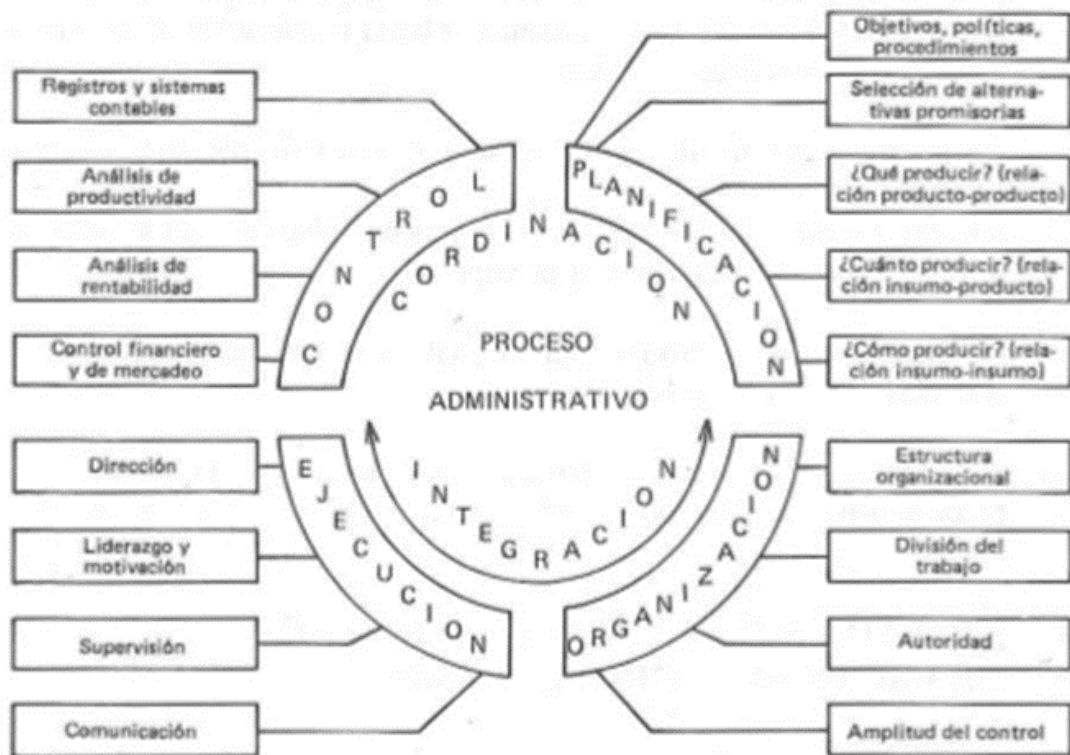 Objetivos, políticas,
procedimientos
Selección de alterna-
tivas promisorias
¿Qué producir? (rela-
ción producto-producto)
¿Cuánto producir? (rela-
ción insumo-producto)
¿Cómo producir? (rela-
ción insumo-insumo)
Registros y sistemas
contables
Análisis de
productividad
Análisis de
rentabilidad
Control financiero
y de mercadeo
CONTROL
PLANIFICACION
CORDINACION
PROCESO
ADMINISTRATIVO
INTEGRACION
EJECUCION
ORGANIZACION
Dirección
Liderazgo y
motivación
Supervisión
Comunicación
Estructura
organizacional
División del
trabajo
Autoridad
Amplitud del control